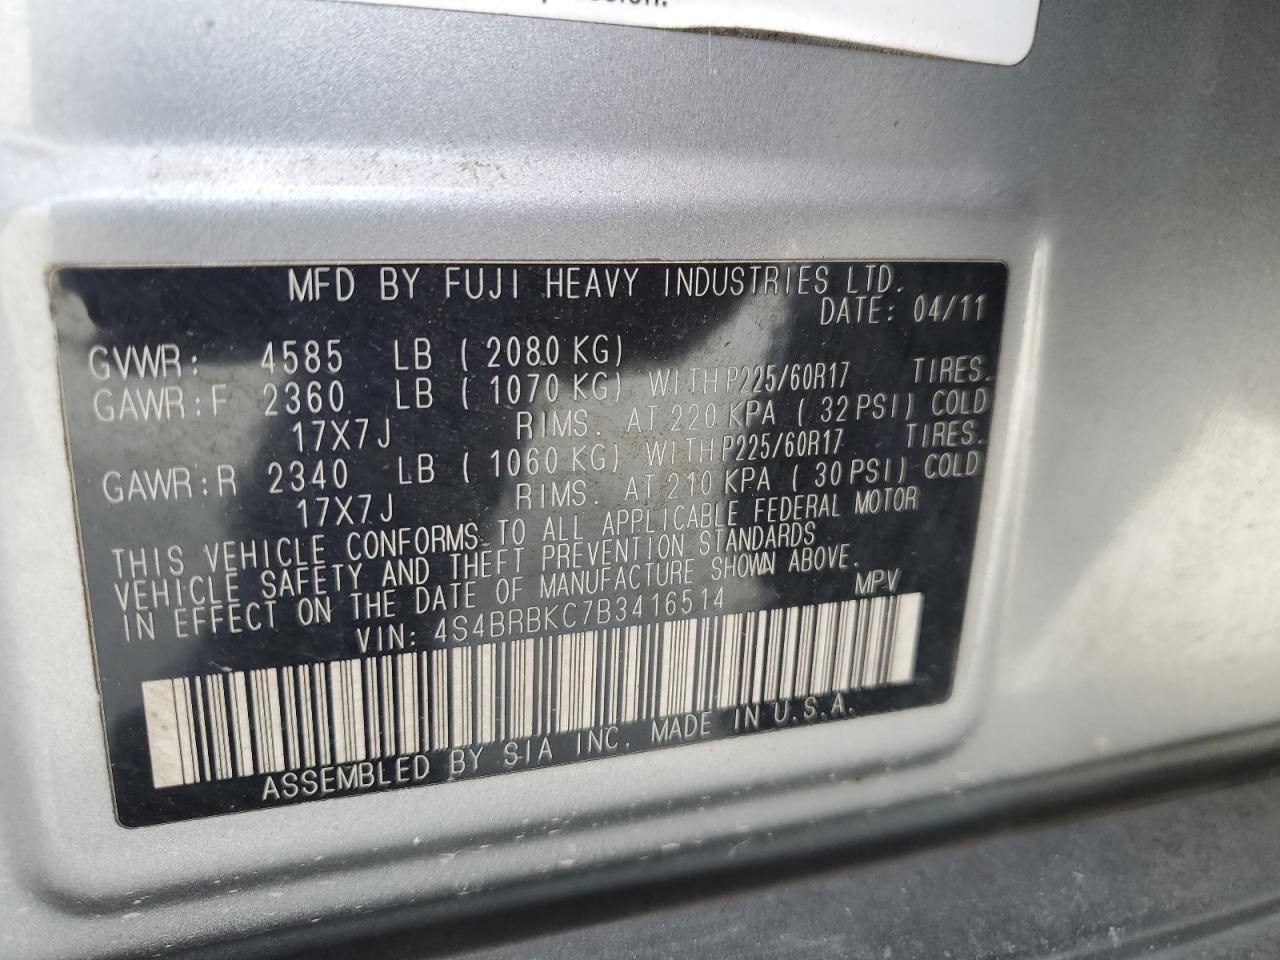 MFD BY FUJI HEAVY INDUSTRIES LTD.
DATE: 04/11
GVWR: 4585 LB ( 2080 KG)
GAWR:F 2360 LB ( 1070 KG) WITH P225/60R17 TIRES.
17X7J RIMS. AT 220 KPA ( 32 PSI) COLD
GAWR:R 2340 LB ( 1060 KG) WITH P225/60R17 TIRES.
17X7J RIMS. AT 210 KPA ( 30 PSI) COLD
THIS VEHICLE CONFORMS TO ALL APPLICABLE FEDERAL MOTOR
VEHICLE SAFETY AND THEFT PREVENTION STANDARDS
IN EFFECT ON THE DATE OF MANUFACTURE SHOWN ABOVE.
VIN: 4S4BRBKC7B3416514 MPV
ASSEMBLED BY SIA INC. MADE IN U.S.A.